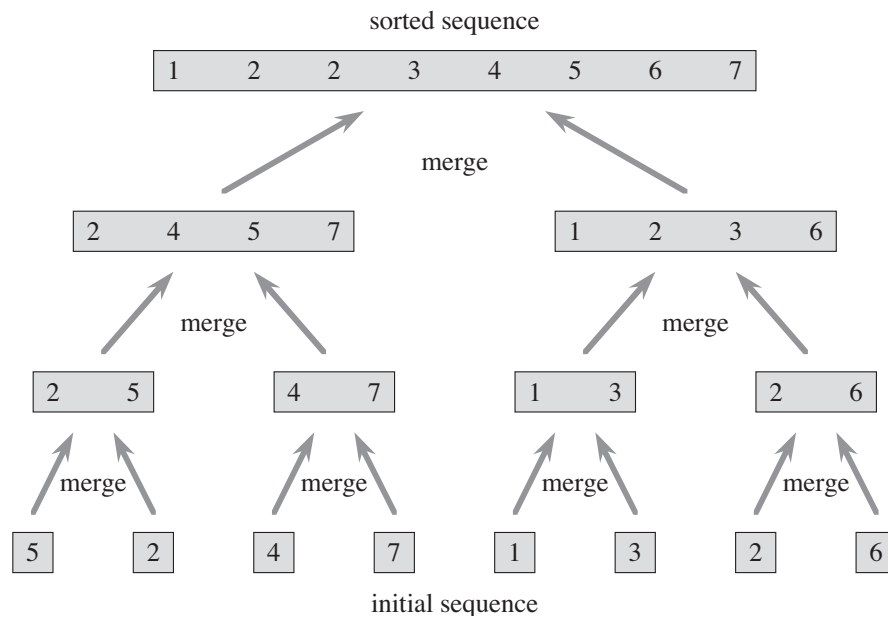 sorted sequence
1 2 2 3 4 5 6 7
merge
2 4 5 7
1 2 3 6
merge
merge
2 5
4 7
1 3
2 6
merge
merge
merge
merge
5
2
4
7
1
3
2
6
initial sequence